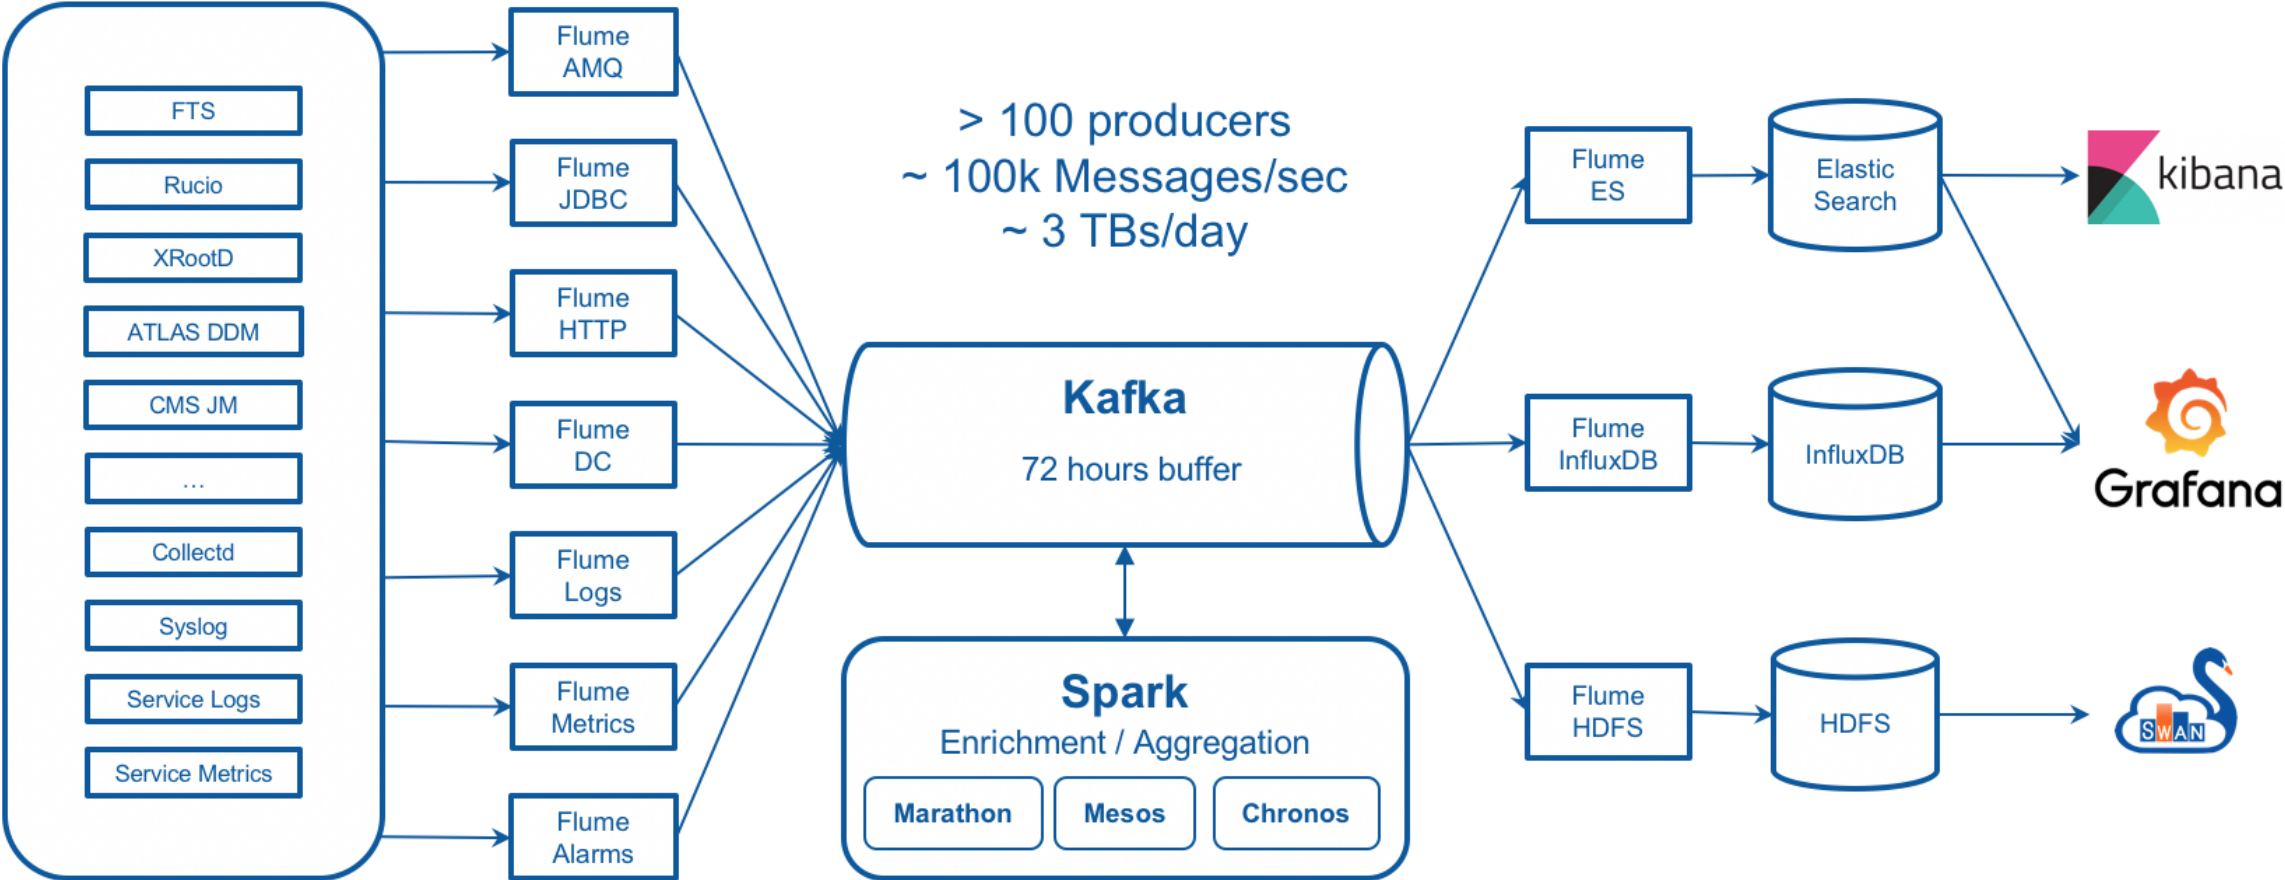 FTS
Rucio
XRootD
ATLAS DDM
CMS JM
...
Collectd
Syslog
Service Logs
Service Metrics
Flume
AMQ
Flume
JDBC
Flume
HTTP
Flume
DC
Flume
Logs
Flume
Metrics
Flume
Alarms
> 100 producers
~ 100k Messages/sec
~ 3 TBs/day
Kafka
72 hours buffer
Spark
Enrichment / Aggregation
Marathon
Mesos
Chronos
Flume
ES
Flume
InfluxDB
Flume
HDFS
Elastic
Search
InfluxDB
HDFS
kibana
Grafana
SWAN